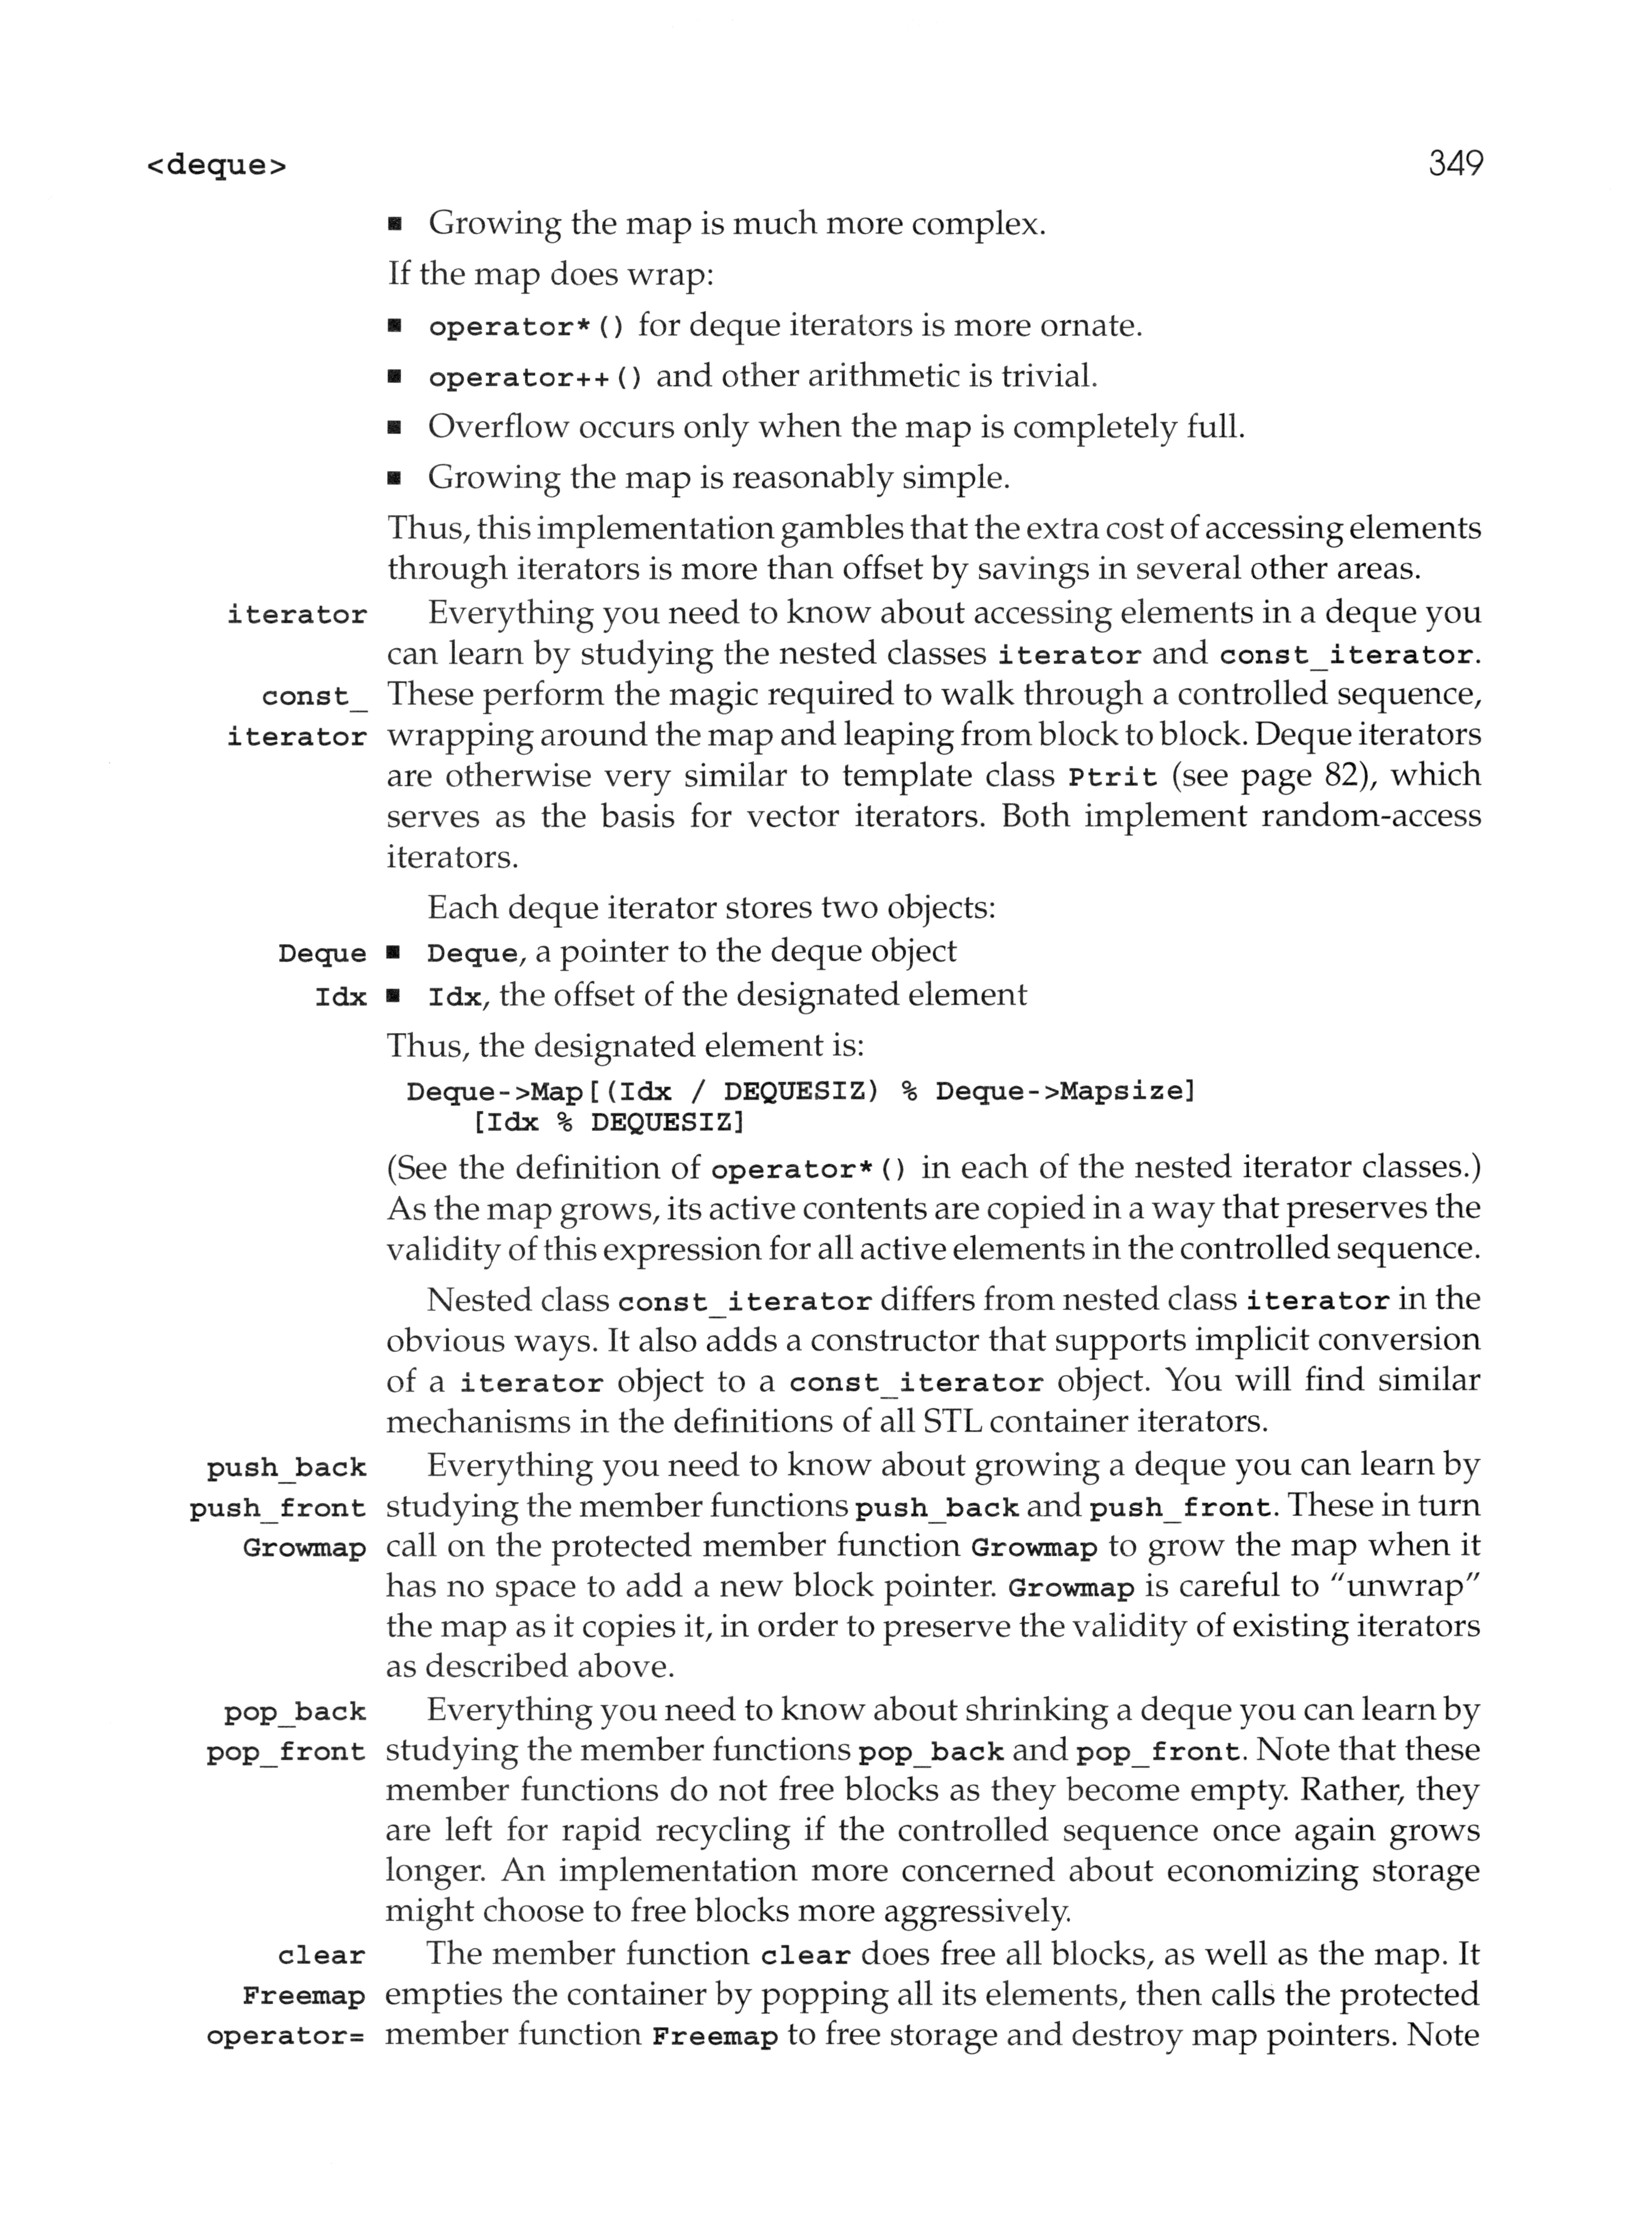 <deque> 349
■ Growing the map is much more complex.
If the map does wrap:
■ operator*() for deque iterators is more ornate.
■ operator++() and other arithmetic is trivial.
■ Overflow occurs only when the map is completely full.
■ Growing the map is reasonably simple.
Thus, this implementation gambles that the extra cost of accessing elements
through iterators is more than offset by savings in several other areas.
iterator Everything you need to know about accessing elements in a deque you
can learn by studying the nested classes iterator and const_iterator.
const_ These perform the magic required to walk through a controlled sequence,
iterator wrapping around the map and leaping from block to block. Deque iterators
are otherwise very similar to template class Ptrit (see page 82), which
serves as the basis for vector iterators. Both implement random-access
iterators.
Each deque iterator stores two objects:
Deque ■ Deque, a pointer to the deque object
Idx ■ Idx, the offset of the designated element
Thus, the designated element is:
Deque->Map[(Idx / DEQUESIZ) % Deque->Mapsize]
[Idx % DEQUESIZ]
(See the definition of operator*() in each of the nested iterator classes.)
As the map grows, its active contents are copied in a way that preserves the
validity of this expression for all active elements in the controlled sequence.
Nested class const_iterator differs from nested class iterator in the
obvious ways. It also adds a constructor that supports implicit conversion
of a iterator object to a const_iterator object. You will find similar
mechanisms in the definitions of all STL container iterators.
push_back Everything you need to know about growing a deque you can learn by
push_front studying the member functions push_back and push_front. These in turn
Growmap call on the protected member function Growmap to grow the map when it
has no space to add a new block pointer. Growmap is careful to "unwrap"
the map as it copies it, in order to preserve the validity of existing iterators
as described above.
pop_back Everything you need to know about shrinking a deque you can learn by
pop_front studying the member functions pop_back and pop_front. Note that these
member functions do not free blocks as they become empty. Rather, they
are left for rapid recycling if the controlled sequence once again grows
longer. An implementation more concerned about economizing storage
might choose to free blocks more aggressively.
clear The member function clear does free all blocks, as well as the map. It
Freemap empties the container by popping all its elements, then calls the protected
operator= member function Freemap to free storage and destroy map pointers. Note